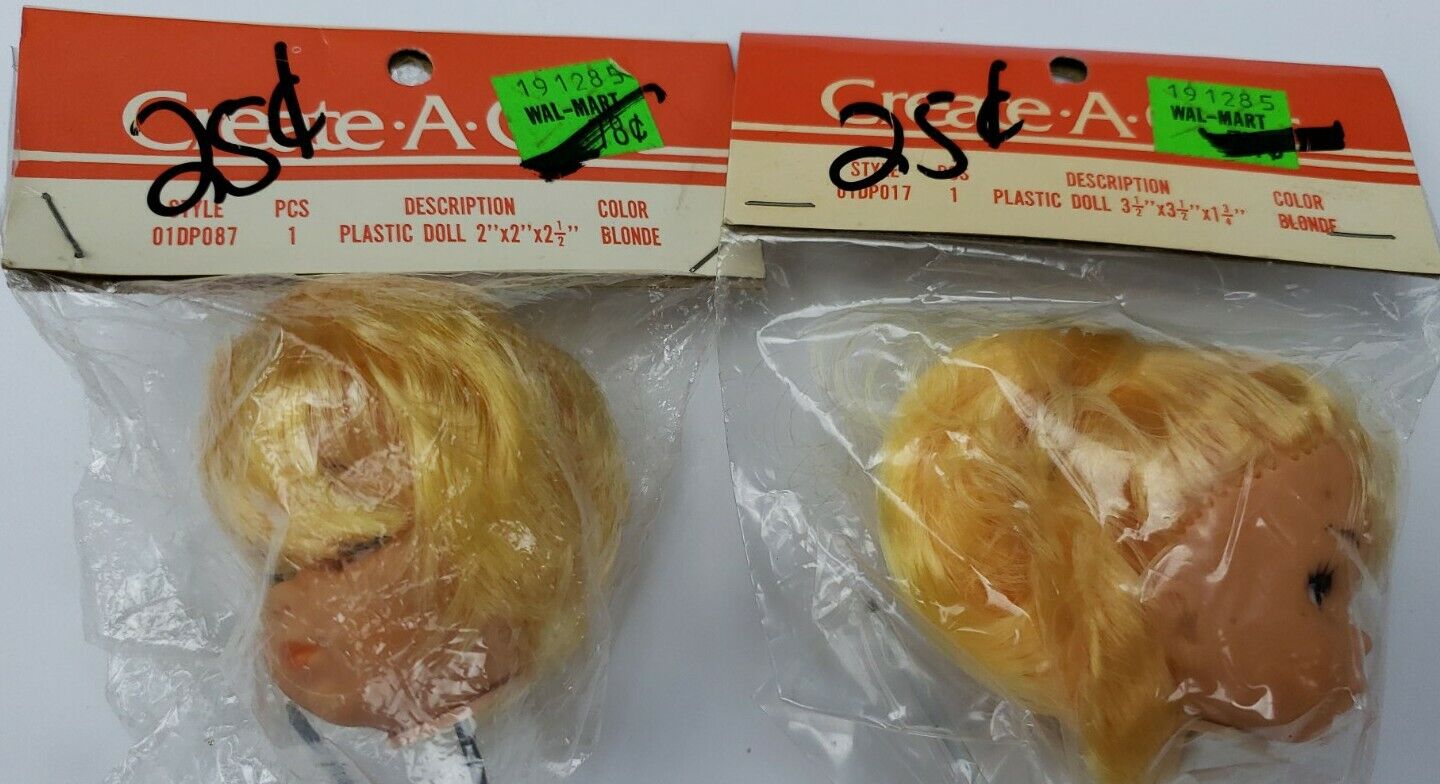 191285
WAL-MART
78¢
Create·A·
25¢
STYLE PCS DESCRIPTION COLOR
01DP087 1 PLASTIC DOLL 2"x2"x2½" BLONDE
191285
WAL-MART
Create·A·
25¢
STYLE PCS DESCRIPTION COLOR
01DP017 1 PLASTIC DOLL 3½"x3½"x1¾" BLONDE